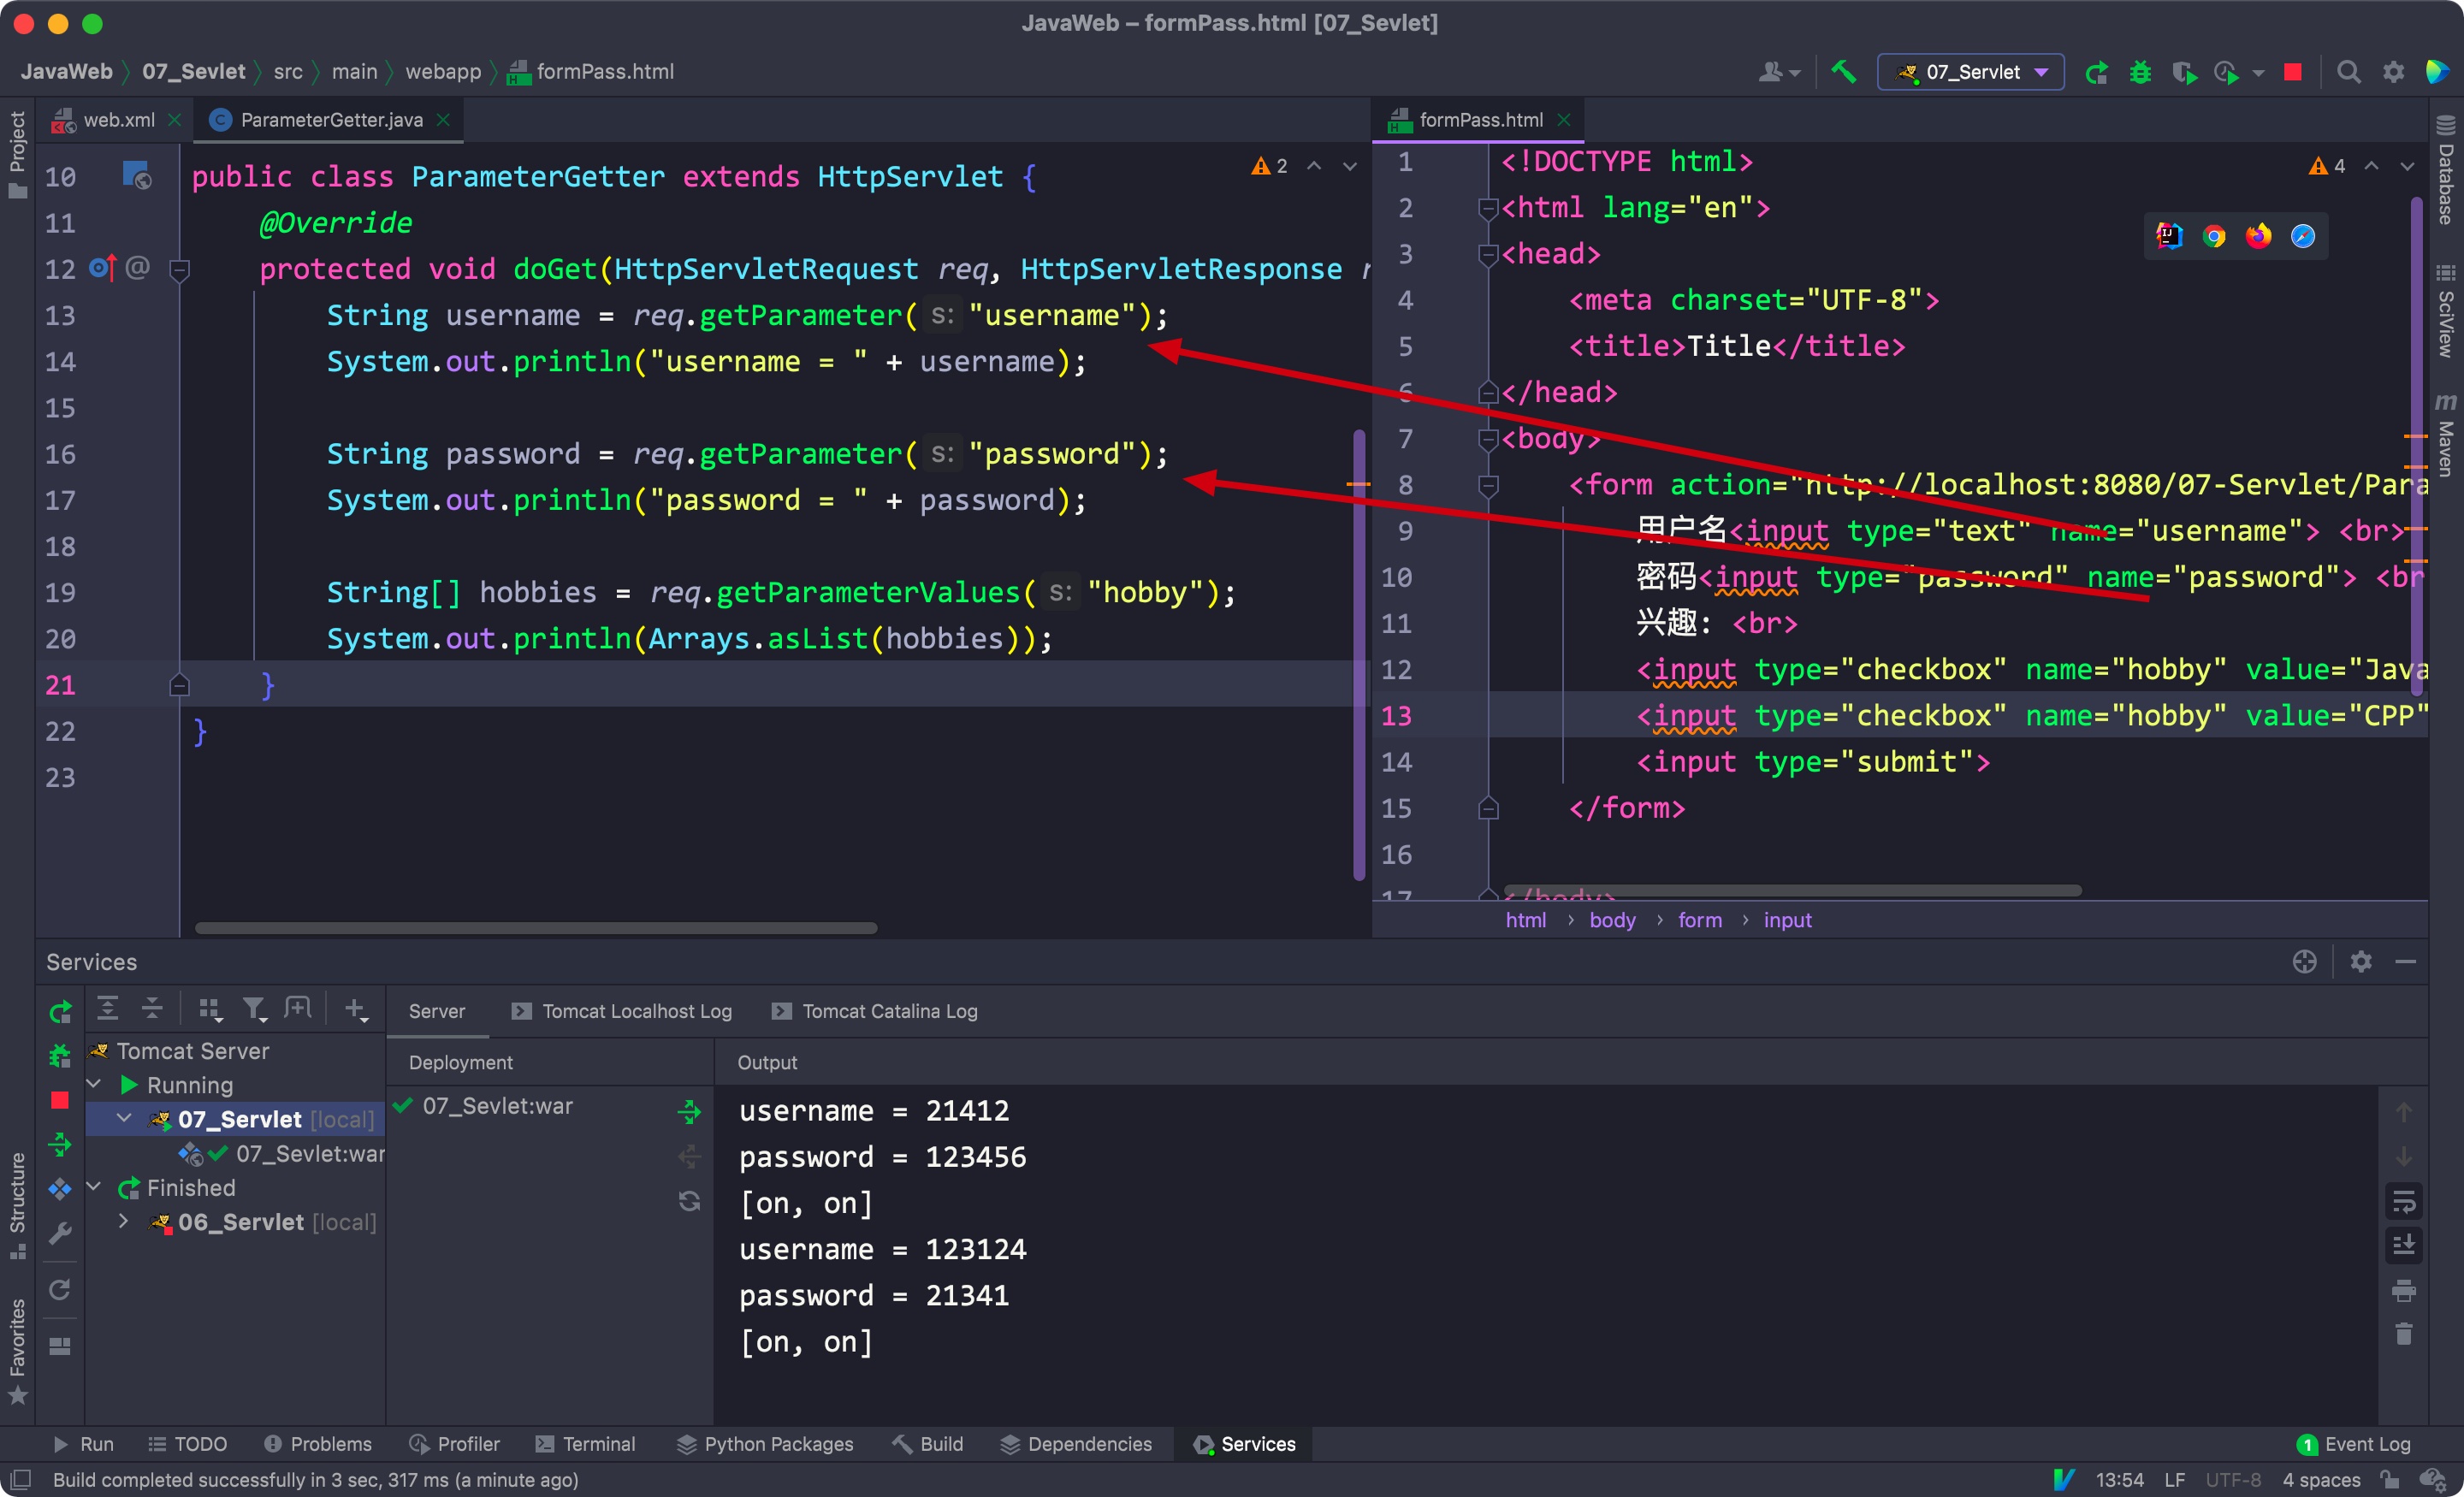 JavaWeb – formPass.html [07_Sevlet]
JavaWeb 07_Sevlet src main webapp formPass.html
07_Servlet
Project
web.xml
ParameterGetter.java
2
10 public class ParameterGetter extends HttpServlet {
11 @Override
12 protected void doGet(HttpServletRequest req, HttpServletResponse r
13 String username = req.getParameter( s: "username");
14 System.out.println("username = " + username);
15
16 String password = req.getParameter( s: "password");
17 System.out.println("password = " + password);
18
19 String[] hobbies = req.getParameterValues( s: "hobby");
20 System.out.println(Arrays.asList(hobbies));
21 }
22 }
23
formPass.html
4
1 <!DOCTYPE html>
2 <html lang="en">
3 <head>
4 <meta charset="UTF-8">
5 <title>Title</title>
6 </head>
7 <body>
8 <form action="http://localhost:8080/07-Servlet/Para
9 用户名<input type="text" name="username"> <br>
10 密码<input type="password" name="password"> <br
11 兴趣: <br>
12 <input type="checkbox" name="hobby" value="Java
13 <input type="checkbox" name="hobby" value="CPP"
14 <input type="submit">
15 </form>
16
17 </body>
html › body › form › input
Database
SciView
Maven
Services
Server
Tomcat Localhost Log
Tomcat Catalina Log
Tomcat Server
Running
07_Servlet [local]
07_Sevlet:war
Finished
06_Servlet [local]
Deployment
07_Sevlet:war
Output
username = 21412
password = 123456
[on, on]
username = 123124
password = 21341
[on, on]
Structure
Favorites
Run
TODO
Problems
Profiler
Terminal
Python Packages
Build
Dependencies
Services
1 Event Log
Build completed successfully in 3 sec, 317 ms (a minute ago)
13:54 LF UTF-8 4 spaces